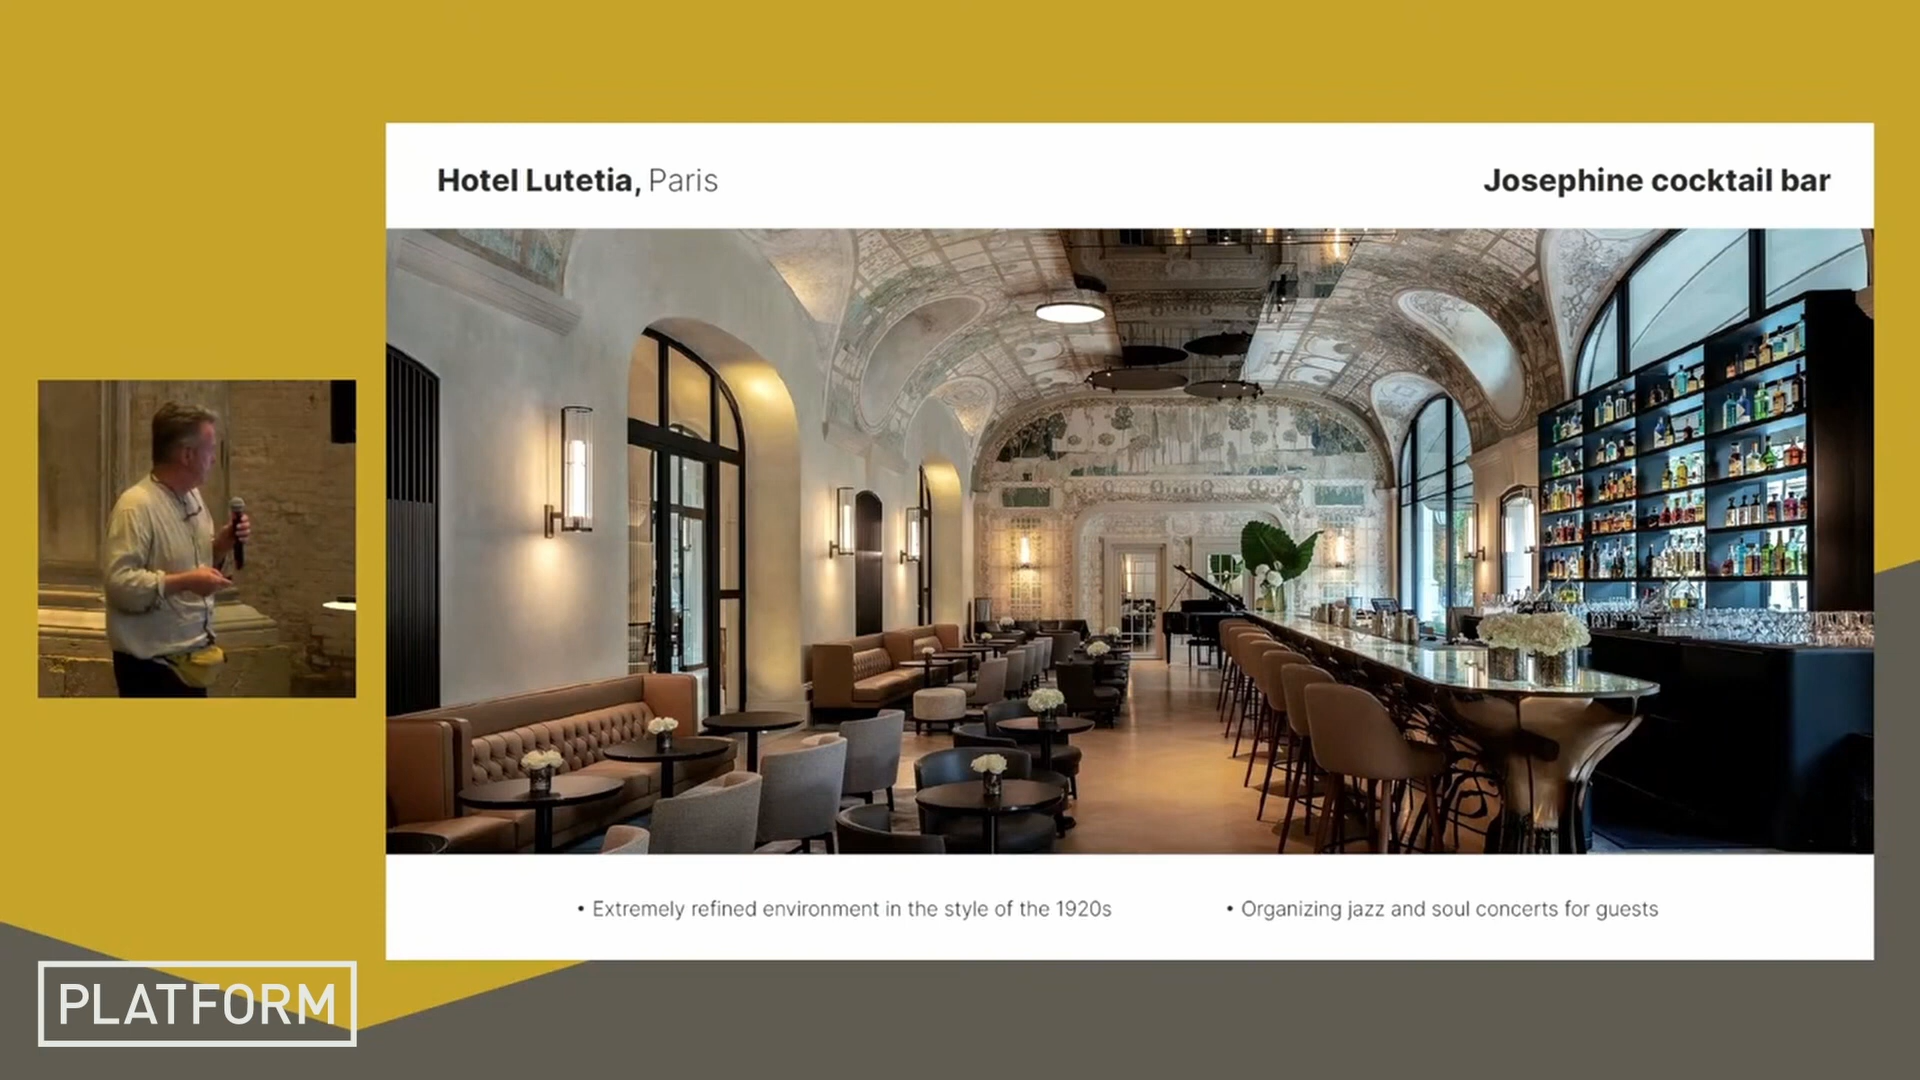 Hotel Lutetia, Paris
Josephine cocktail bar
• Extremely refined environment in the style of the 1920s
• Organizing jazz and soul concerts for guests
PLATFORM